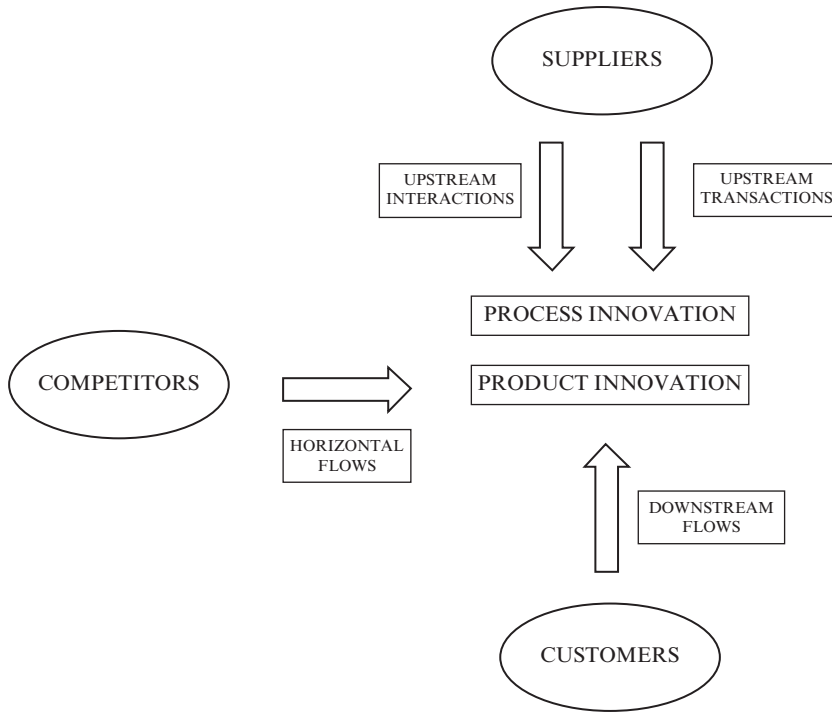 SUPPLIERS
UPSTREAM
INTERACTIONS
UPSTREAM
TRANSACTIONS
PROCESS INNOVATION
COMPETITORS
PRODUCT INNOVATION
HORIZONTAL
FLOWS
DOWNSTREAM
FLOWS
CUSTOMERS